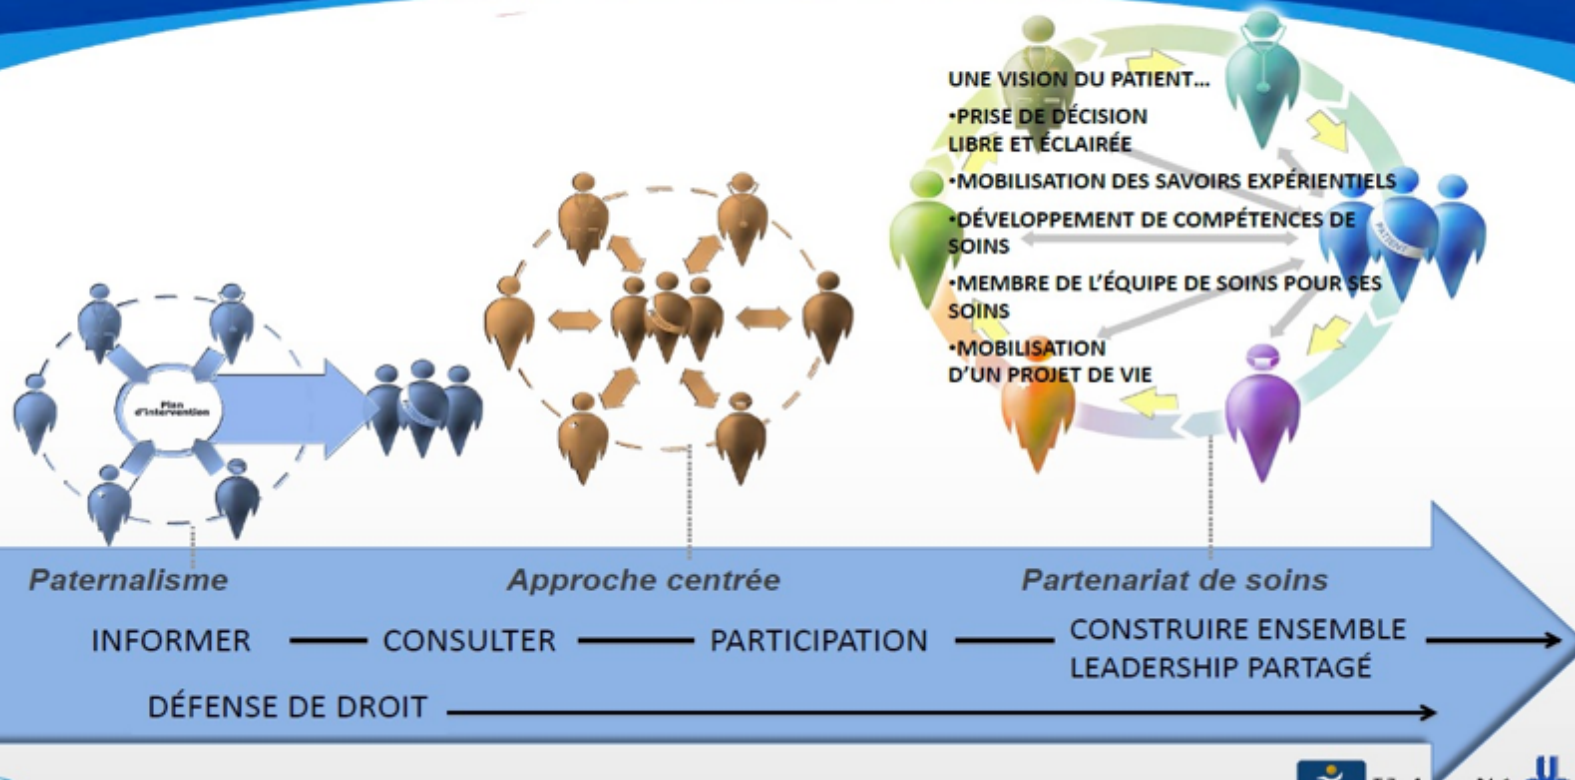 UNE VISION DU PATIENT...
•PRISE DE DÉCISION
LIBRE ET ÉCLAIRÉE
•MOBILISATION DES SAVOIRS EXPÉRIENTIELS
•DÉVELOPPEMENT DE COMPÉTENCES DE
SOINS
•MEMBRE DE L'ÉQUIPE DE SOINS POUR SES
SOINS
•MOBILISATION
D'UN PROJET DE VIE
PATIENT
Plan
d'intervention
Paternalisme
Approche centrée
Partenariat de soins
INFORMER
CONSULTER
PARTICIPATION
CONSTRUIRE ENSEMBLE
LEADERSHIP PARTAGÉ
DÉFENSE DE DROIT